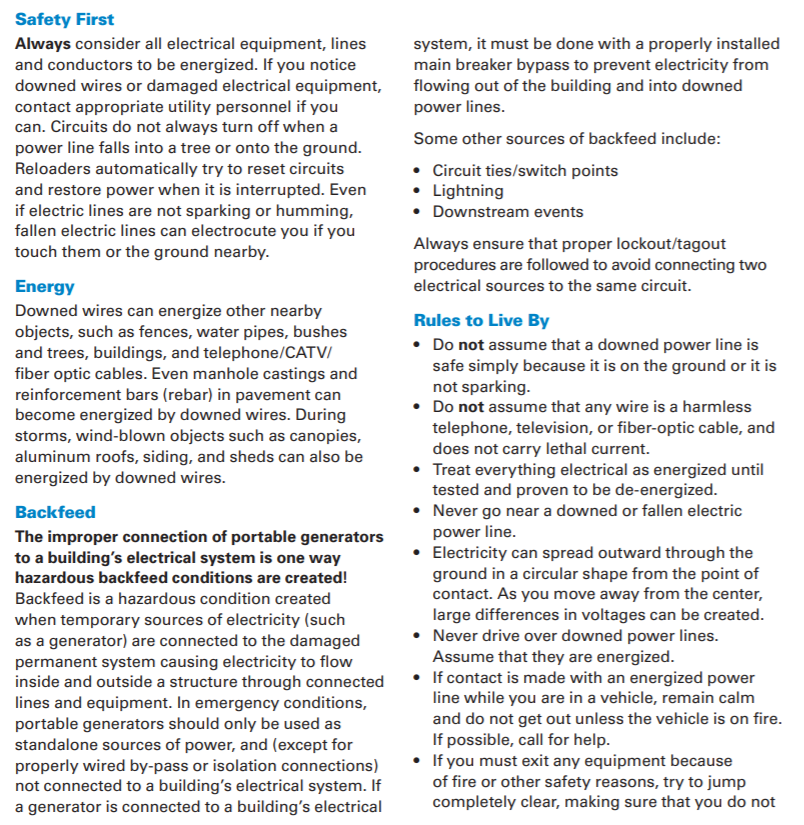 Safety First
Always consider all electrical equipment, lines
and conductors to be energized. If you notice
downed wires or damaged electrical equipment,
contact appropriate utility personnel if you
can. Circuits do not always turn off when a
power line falls into a tree or onto the ground.
Reloaders automatically try to reset circuits
and restore power when it is interrupted. Even
if electric lines are not sparking or humming,
fallen electric lines can electrocute you if you
touch them or the ground nearby.
Energy
Downed wires can energize other nearby
objects, such as fences, water pipes, bushes
and trees, buildings, and telephone/CATV/
fiber optic cables. Even manhole castings and
reinforcement bars (rebar) in pavement can
become energized by downed wires. During
storms, wind-blown objects such as canopies,
aluminum roofs, siding, and sheds can also be
energized by downed wires.
Backfeed
The improper connection of portable generators
to a building's electrical system is one way
hazardous backfeed conditions are created!
Backfeed is a hazardous condition created
when temporary sources of electricity (such
as a generator) are connected to the damaged
permanent system causing electricity to flow
inside and outside a structure through connected
lines and equipment. In emergency conditions,
portable generators should only be used as
standalone sources of power, and (except for
properly wired by-pass or isolation connections)
not connected to a building's electrical system. If
a generator is connected to a building's electrical
system, it must be done with a properly installed
main breaker bypass to prevent electricity from
flowing out of the building and into downed
power lines.
Some other sources of backfeed include:
• Circuit ties/switch points
• Lightning
• Downstream events
Always ensure that proper lockout/tagout
procedures are followed to avoid connecting two
electrical sources to the same circuit.
Rules to Live By
• Do not assume that a downed power line is
safe simply because it is on the ground or it is
not sparking.
• Do not assume that any wire is a harmless
telephone, television, or fiber-optic cable, and
does not carry lethal current.
• Treat everything electrical as energized until
tested and proven to be de-energized.
• Never go near a downed or fallen electric
power line.
• Electricity can spread outward through the
ground in a circular shape from the point of
contact. As you move away from the center,
large differences in voltages can be created.
• Never drive over downed power lines.
Assume that they are energized.
• If contact is made with an energized power
line while you are in a vehicle, remain calm
and do not get out unless the vehicle is on fire.
If possible, call for help.
• If you must exit any equipment because
of fire or other safety reasons, try to jump
completely clear, making sure that you do not